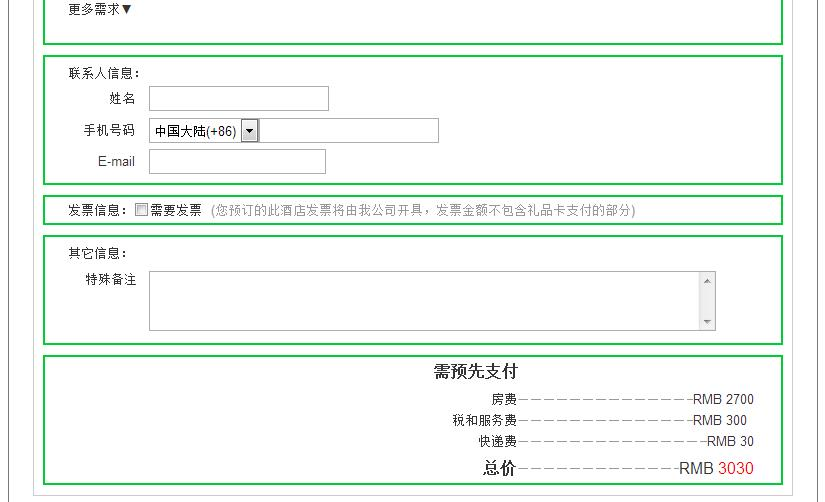 更多需求▼
联系人信息：
姓名
手机号码 中国大陆(+86)
E-mail
发票信息： 需要发票 (您预订的此酒店发票将由我公司开具，发票金额不包含礼品卡支付的部分)
其它信息：
特殊备注
需预先支付
房费——————————————RMB 2700
税和服务费——————————————RMB 300
快递费———————————————RMB 30
总价—————————————RMB 3030